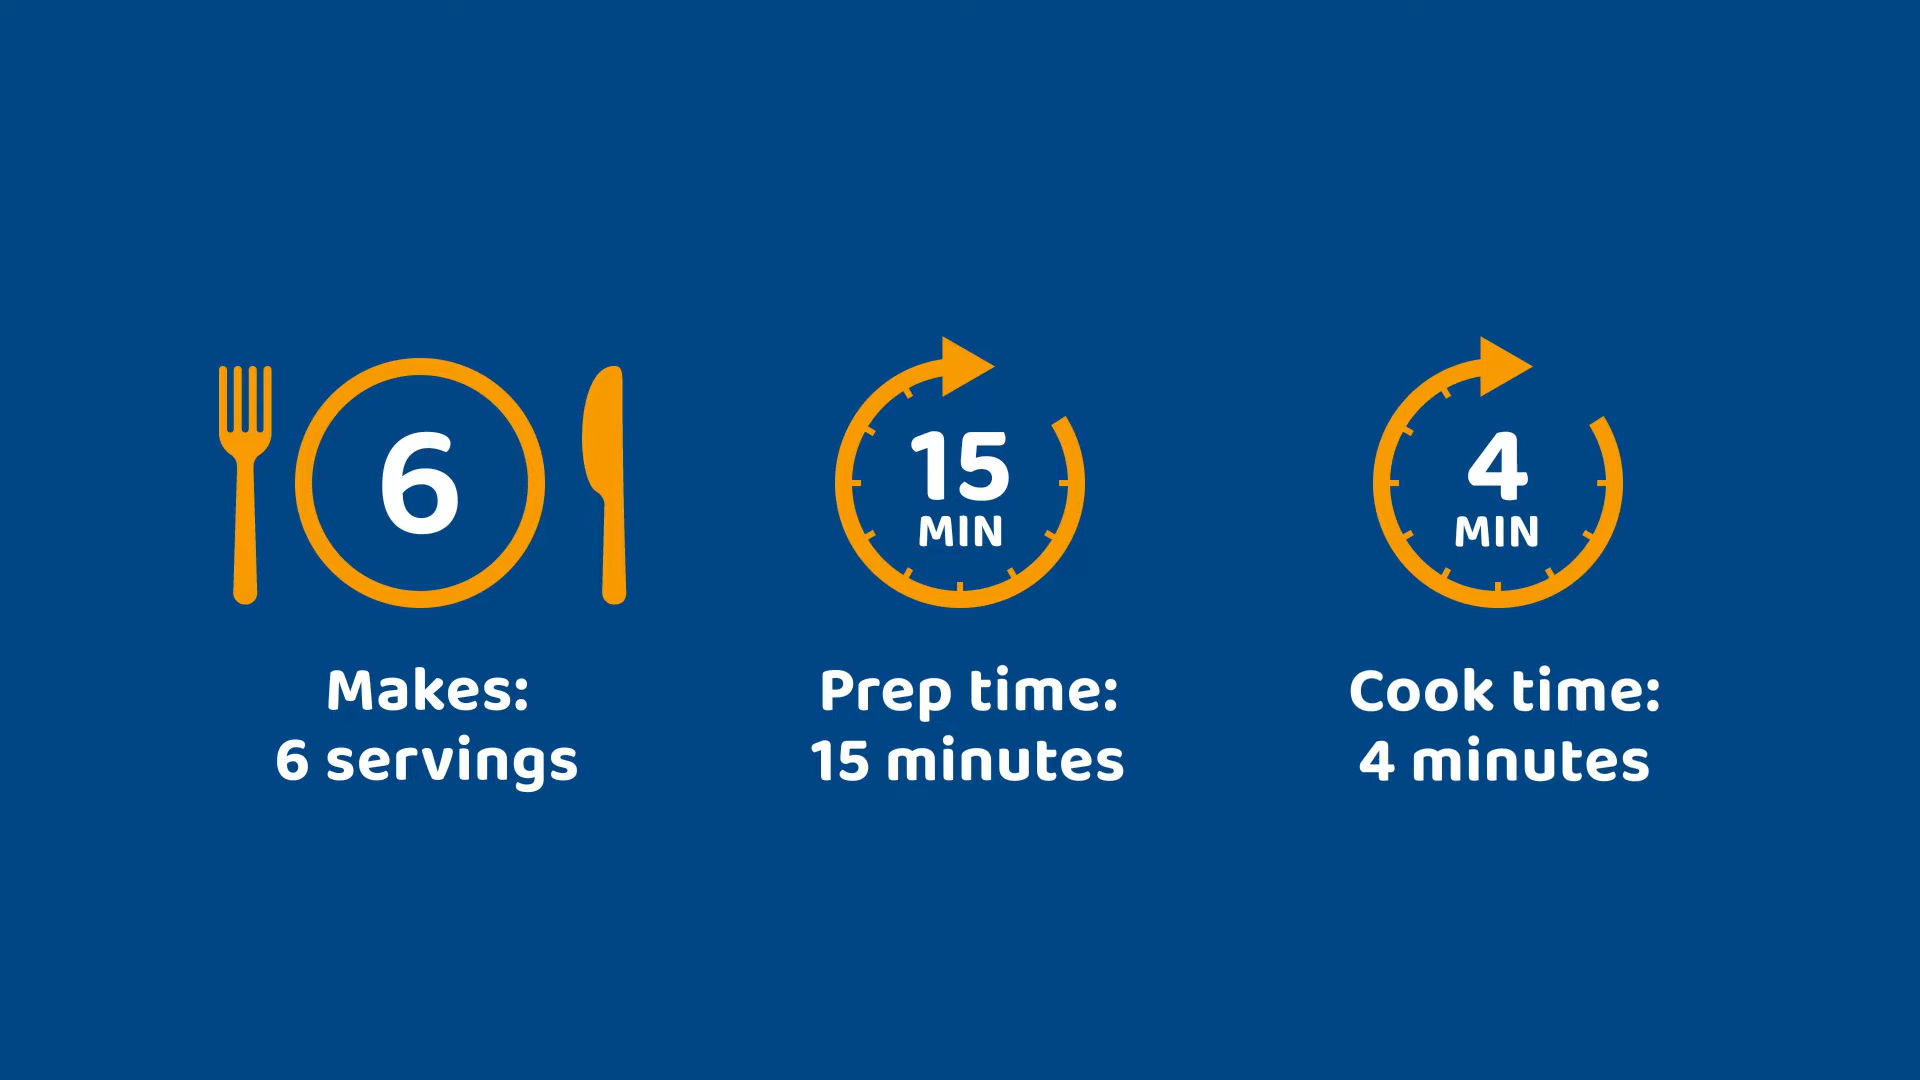 6
15
MIN
4
MIN
Makes:
6 servings
Prep time:
15 minutes
Cook time:
4 minutes